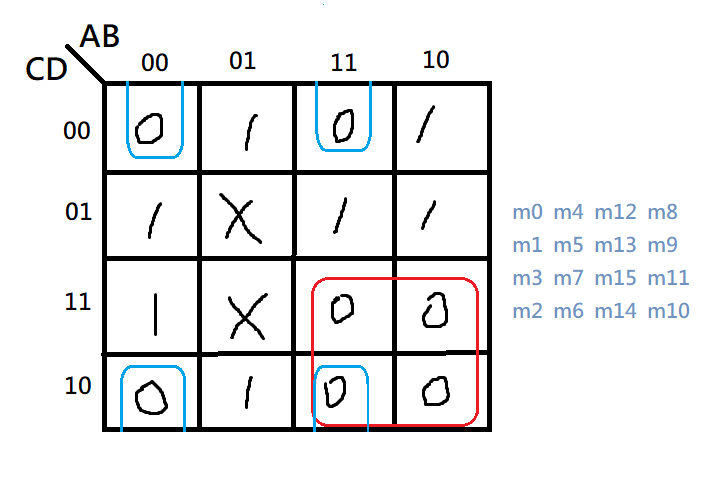 AB
CD
00 01 11 10
00 0 1 0 1
01 1 X 1 1
11 1 X 0 0
10 0 1 0 0
m0 m4 m12 m8
m1 m5 m13 m9
m3 m7 m15 m11
m2 m6 m14 m10